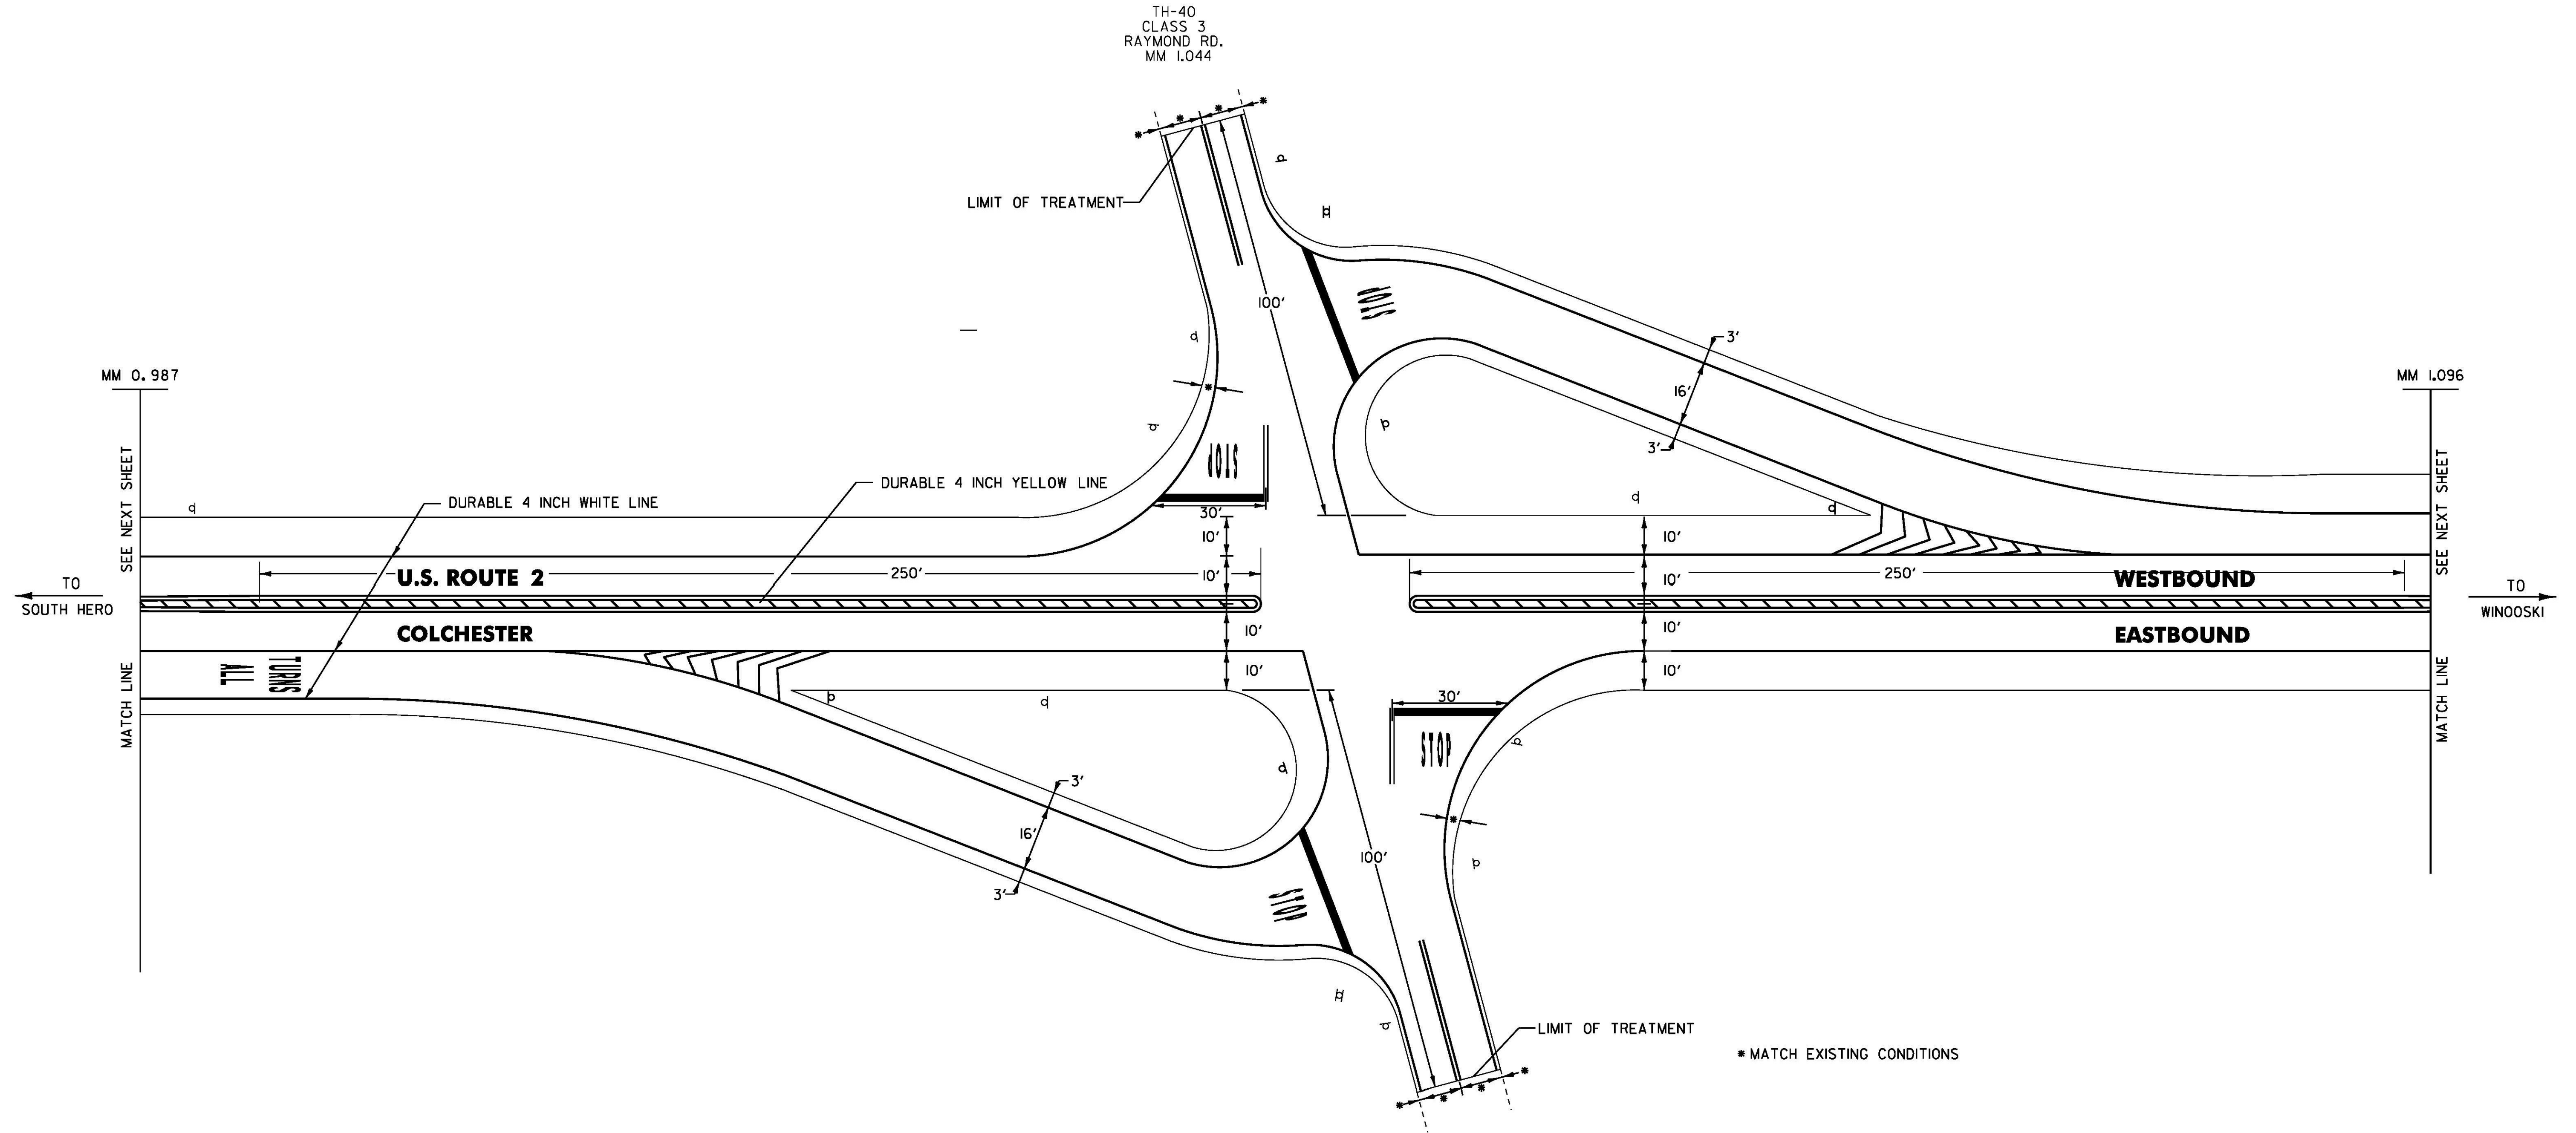 TH-40
CLASS 3
RAYMOND RD.
MM 1.044
LIMIT OF TREATMENT
100'
STOP
3'
16'
3'
MM 0.987
MM 1.096
SEE NEXT SHEET
SEE NEXT SHEET
STOP
DURABLE 4 INCH YELLOW LINE
DURABLE 4 INCH WHITE LINE
30'
10'
10'
U.S. ROUTE 2
250'
10'
10'
250'
WESTBOUND
TO
SOUTH HERO
TO
WINOOSKI
COLCHESTER
10'
10'
EASTBOUND
ALL
TURNS
10'
10'
MATCH LINE
MATCH LINE
30'
STOP
3'
16'
3'
100'
STOP
LIMIT OF TREATMENT
* MATCH EXISTING CONDITIONS